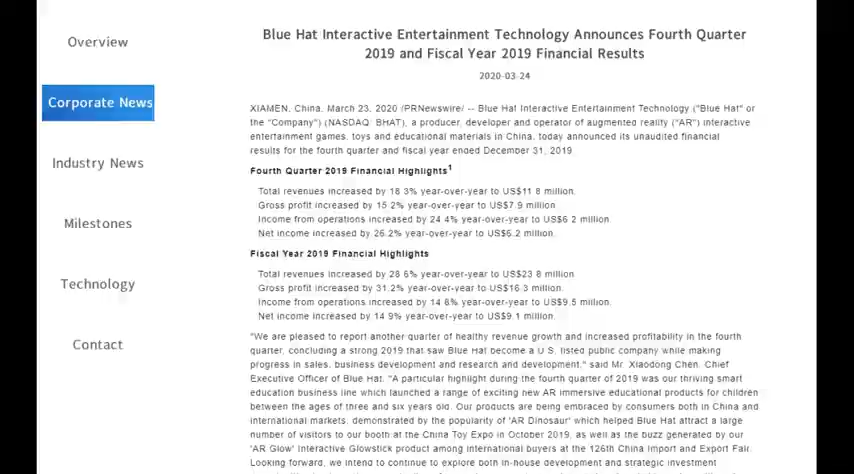 Overview
Corporate News
Industry News
Milestones
Technology
Contact
Blue Hat Interactive Entertainment Technology Announces Fourth Quarter
2019 and Fiscal Year 2019 Financial Results
2020-03-24
XIAMEN, China, March 23, 2020 /PRNewswire/ -- Blue Hat Interactive Entertainment Technology ("Blue Hat" or
the "Company") (NASDAQ: BHAT), a producer, developer and operator of augmented reality ("AR") interactive
entertainment games, toys and educational materials in China, today announced its unaudited financial
results for the fourth quarter and fiscal year ended December 31, 2019.
Fourth Quarter 2019 Financial Highlights¹
Total revenues increased by 18.3% year-over-year to US$11.8 million.
Gross profit increased by 15.2% year-over-year to US$7.9 million.
Income from operations increased by 24.4% year-over-year to US$6.2 million.
Net income increased by 26.2% year-over-year to US$6.2 million.
Fiscal Year 2019 Financial Highlights
Total revenues increased by 28.6% year-over-year to US$23.8 million.
Gross profit increased by 31.2% year-over-year to US$16.3 million.
Income from operations increased by 14.8% year-over-year to US$9.5 million.
Net income increased by 14.9% year-over-year to US$9.1 million.
"We are pleased to report another quarter of healthy revenue growth and increased profitability in the fourth
quarter, concluding a strong 2019 that saw Blue Hat become a U.S. listed public company while making
progress in sales, business development and research and development," said Mr. Xiaodong Chen, Chief
Executive Officer of Blue Hat. "A particular highlight during the fourth quarter of 2019 was our thriving smart
education business line which launched a range of exciting new AR immersive educational products for children
between the ages of three and six years old. Our products are being embraced by consumers both in China and
international markets, demonstrated by the popularity of 'AR Dinosaur' which helped Blue Hat attract a large
number of visitors to our booth at the China Toy Expo in October 2019, as well as the buzz generated by our
'AR Glow' Interactive Glowstick product among international buyers at the 126th China Import and Export Fair.
Looking forward, we intend to continue to explore both in-house development and strategic investment